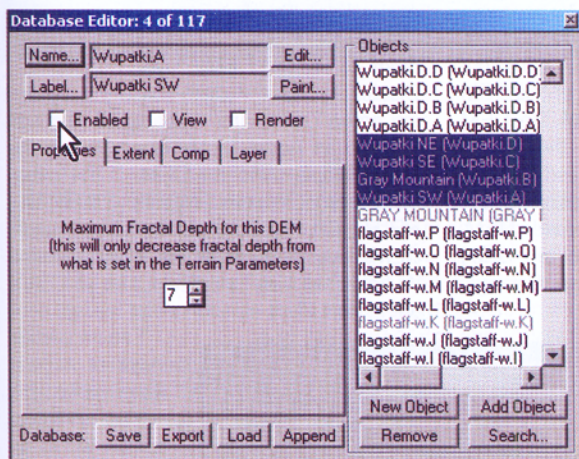 Database Editor: 4 of 117
Name... Wupatki.A Edit...
Label... Wupatki SW Paint...
Enabled View Render
Properties Extent Comp Layer
Maximum Fractal Depth for this DEM
(this will only decrease fractal depth from
what is set in the Terrain Parameters)
7
Database: Save Export Load Append
Objects
Wupatki.D.D (Wupatki.D.D)
Wupatki.D.C (Wupatki.D.C)
Wupatki.D.B (Wupatki.D.B)
Wupatki.D.A (Wupatki.D.A)
Wupatki NE (Wupatki.D)
Wupatki SE (Wupatki.C)
Gray Mountain (Wupatki.B)
Wupatki SW (Wupatki.A)
GRAY MOUNTAIN (GRAY
flagstaff-w.P (flagstaff-w.P)
flagstaff-w.O (flagstaff-w.O)
flagstaff-w.N (flagstaff-w.N)
flagstaff-w.M (flagstaff-w.M)
flagstaff-w.L (flagstaff-w.L)
flagstaff-w.K (flagstaff-w.K)
flagstaff-w.J (flagstaff-w.J)
flagstaff-w.I (flagstaff-w.I)
New Object Add Object
Remove Search...